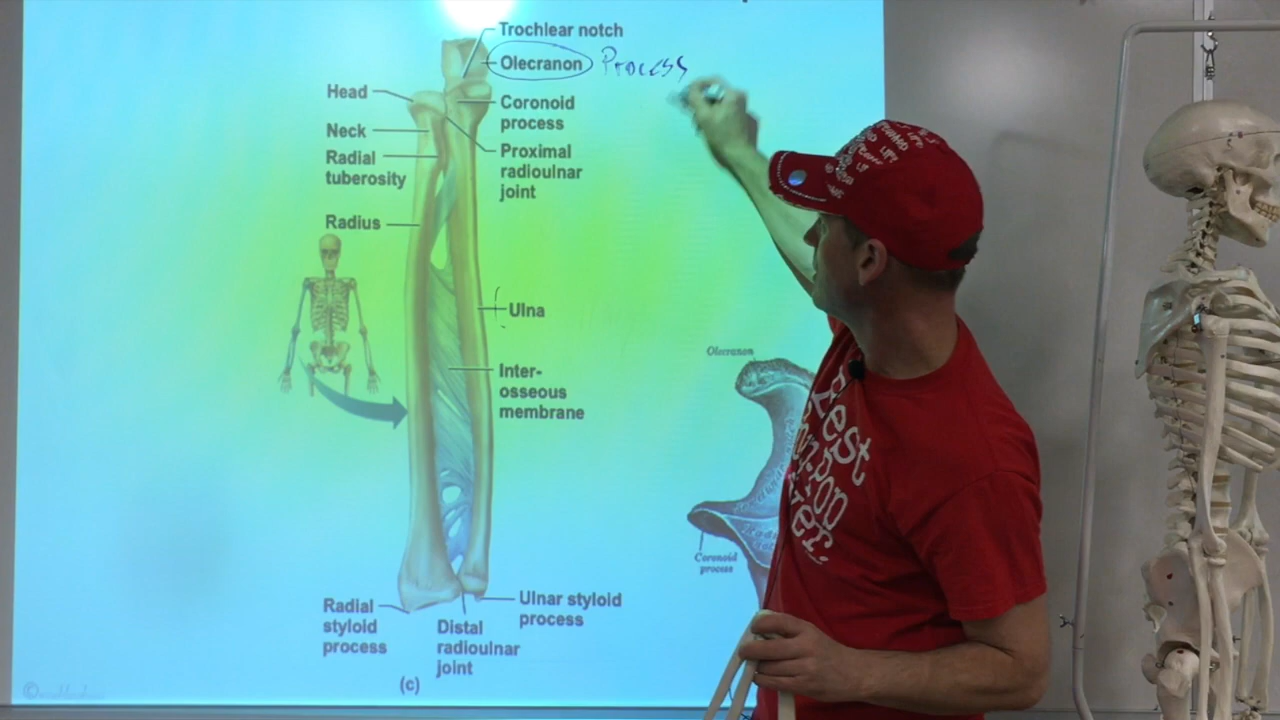 Trochlear notch
Olecranon Process
Head
Coronoid
process
Neck
Proximal
radioulnar
joint
Radial
tuberosity
Radius
Ulna
Inter-
osseous
membrane
Olecranon
Coronoid
process
Radial
styloid
process
Distal
radioulnar
joint
Ulnar styloid
process
(c)